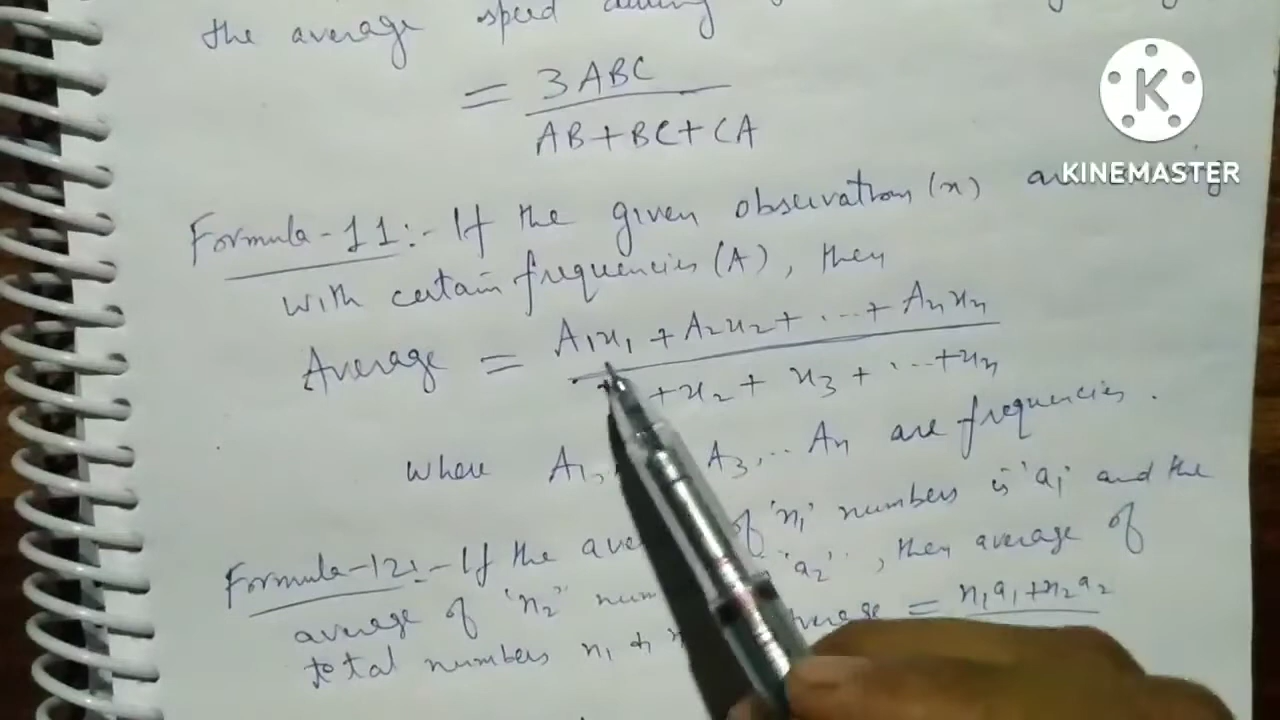 the average speed during
= 3ABC
AB+BC+CA
KINEMASTER
Formula-11:- If the given observation (x)
with certain frequencies (A), then
Average = A₁x₁ + A₂x₂ + ... + Aₙxₙ
+ x₂ + x₃ + ... + xₙ
where A₁, A₃, ... Aₙ are frequencies.
Formula-12:- If the of 'n₁' numbers is 'a₁' and the
average of 'n₂' 'a₂', then average of
total numbers n₁ = n₁a₁+n₂a₂